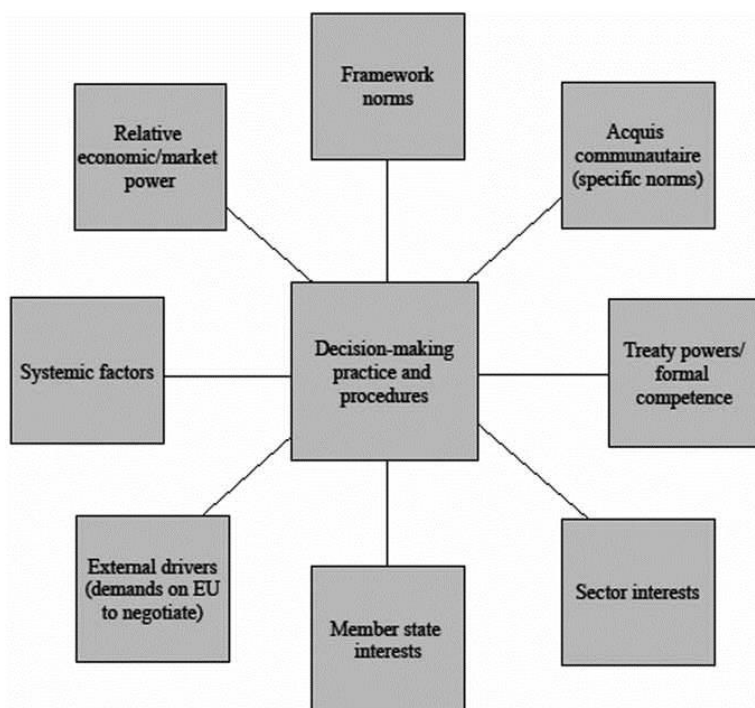 Framework
norms
Relative
economic/market
power
Acquis
communautaire
(specific norms)
Systemic factors
Decision-making
practice and
procedures
Treaty powers/
formal
competence
External drivers
(demands on EU
to negotiate)
Member state
interests
Sector interests